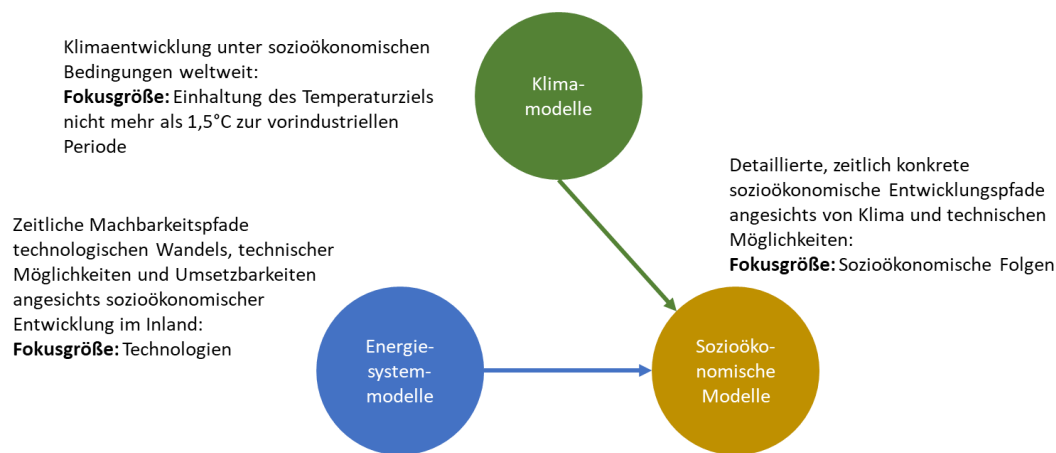 Klimaentwicklung unter sozioökonomischen
Bedingungen weltweit:
Fokusgröße: Einhaltung des Temperaturziels
nicht mehr als 1,5°C zur vorindustriellen
Periode
Klima-
modelle
Detaillierte, zeitlich konkrete
sozioökonomische Entwicklungspfade
angesichts von Klima und technischen
Möglichkeiten:
Fokusgröße: Sozioökonomische Folgen
Zeitliche Machbarkeitspfade
technologischen Wandels, technischer
Möglichkeiten und Umsetzbarkeiten
angesichts sozioökonomischer
Entwicklung im Inland:
Fokusgröße: Technologien
Energie-
system-
modelle
Sozioöko-
nomische
Modelle